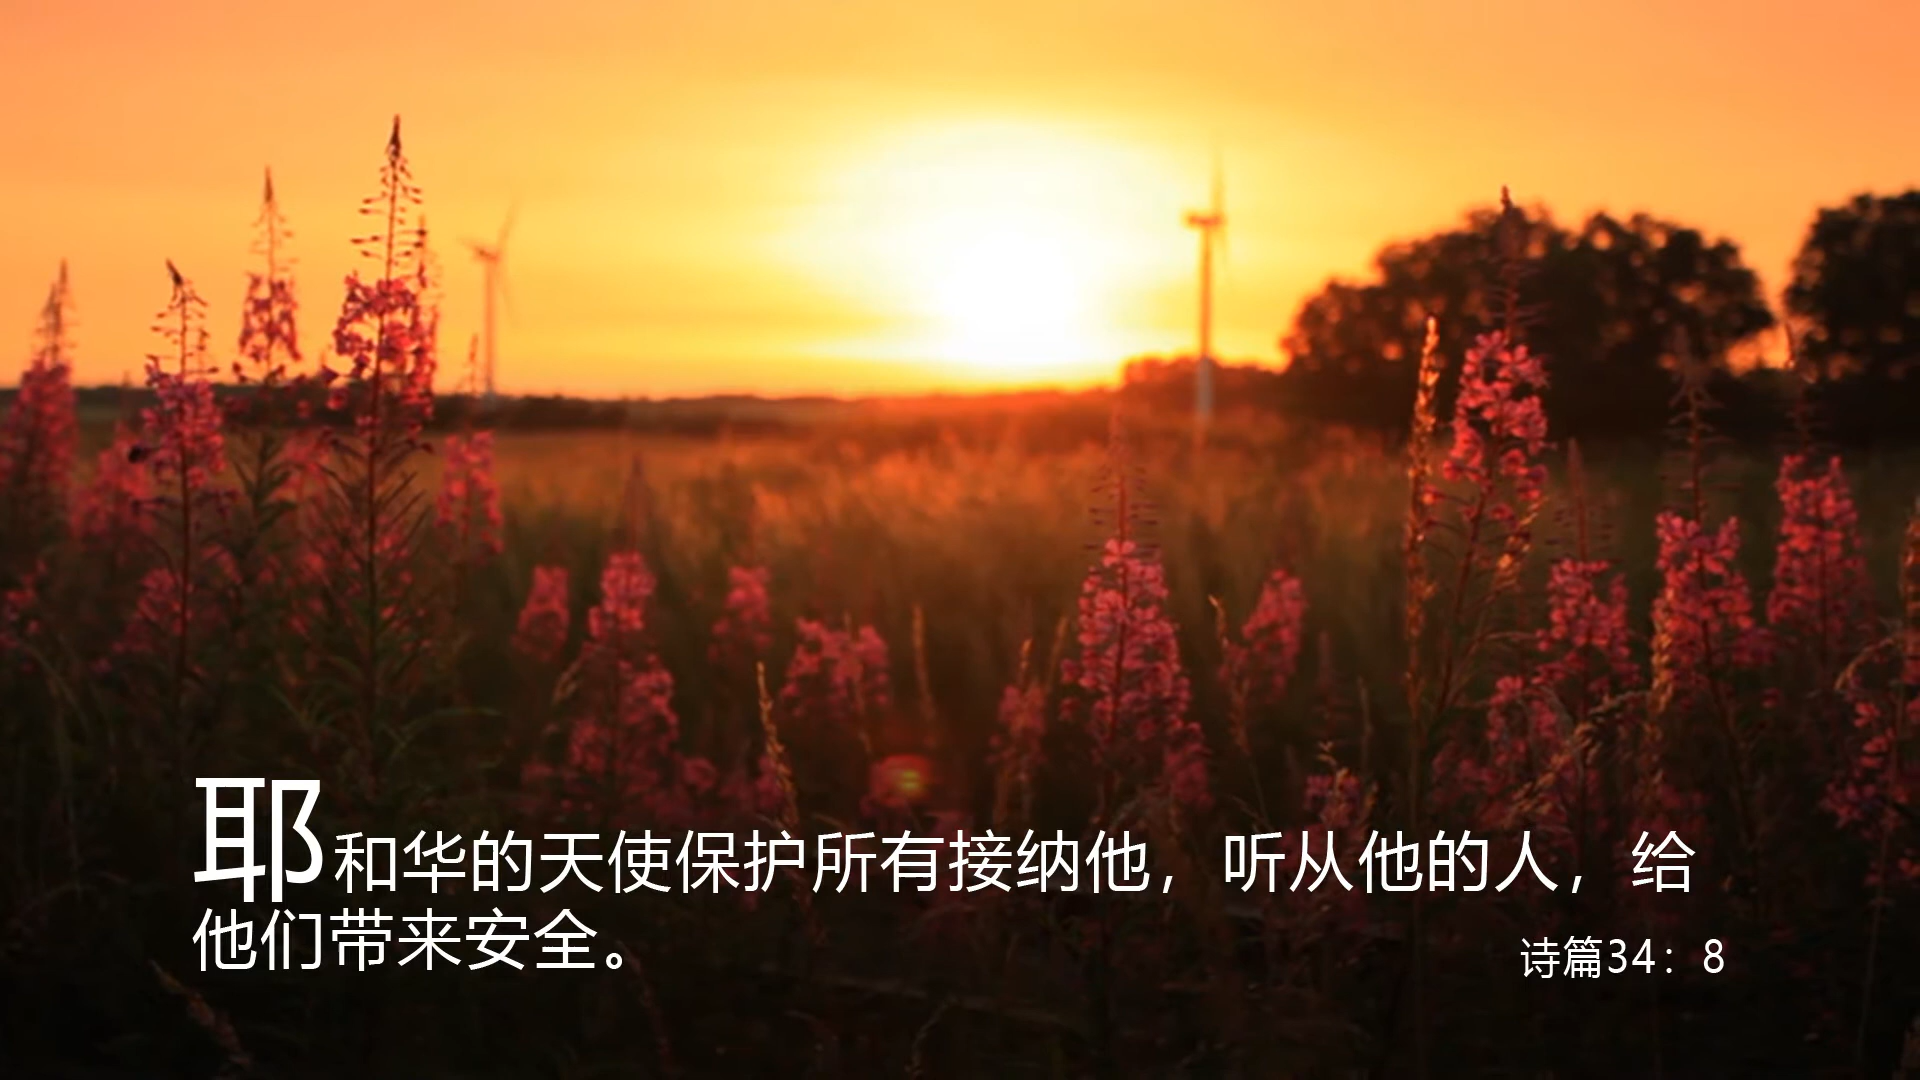 耶和华的天使保护所有接纳他，听从他的人，给
他们带来安全。
诗篇34：8